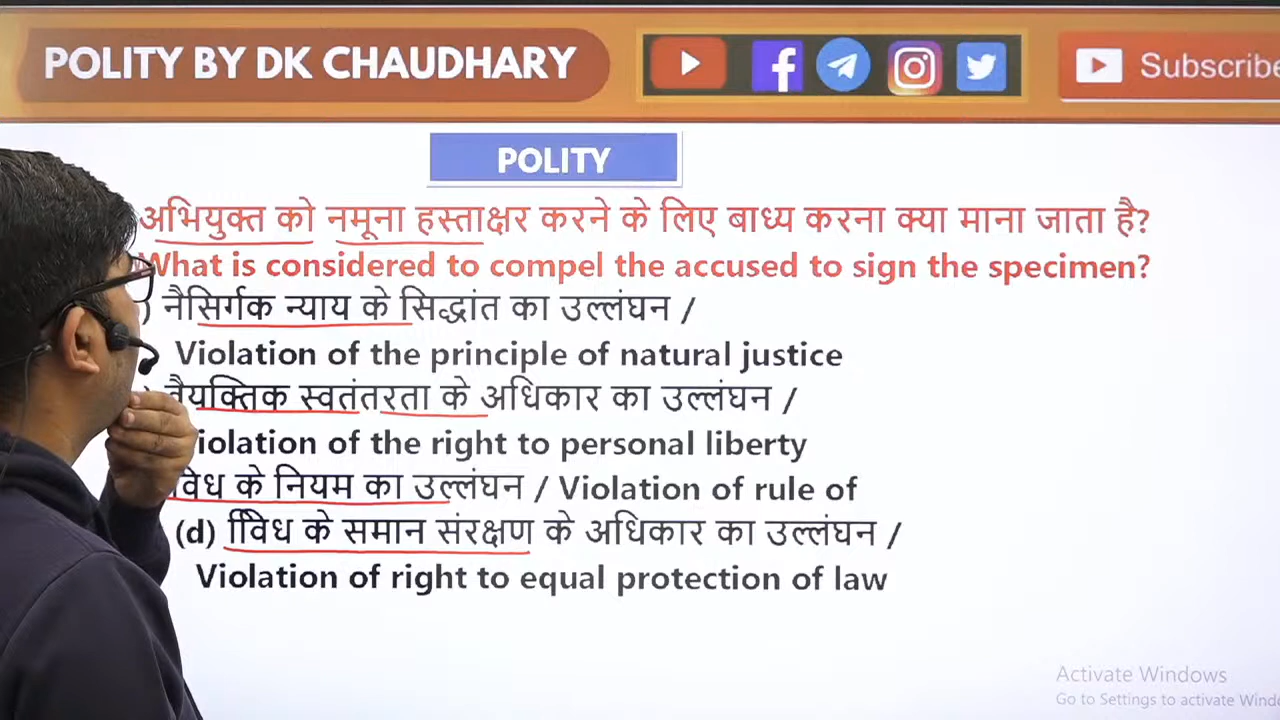 POLITY BY DK CHAUDHARY
Subscribe
POLITY
अभियुक्त को नमूना हस्ताक्षर करने के लिए बाध्य करना क्या माना जाता है?
What is considered to compel the accused to sign the specimen?
) नैसिर्गक न्याय के सिद्धांत का उल्लंघन /
Violation of the principle of natural justice
) वैयक्तिक स्वतंतरता के अधिकार का उल्लंघन /
iolation of the right to personal liberty
विध के नियम का उल्लंघन / Violation of rule of
(d) विेिध के समान संरक्षण के अधिकार का उल्लंघन /
Violation of right to equal protection of law
Activate Windows
Go to Settings to activate Windo